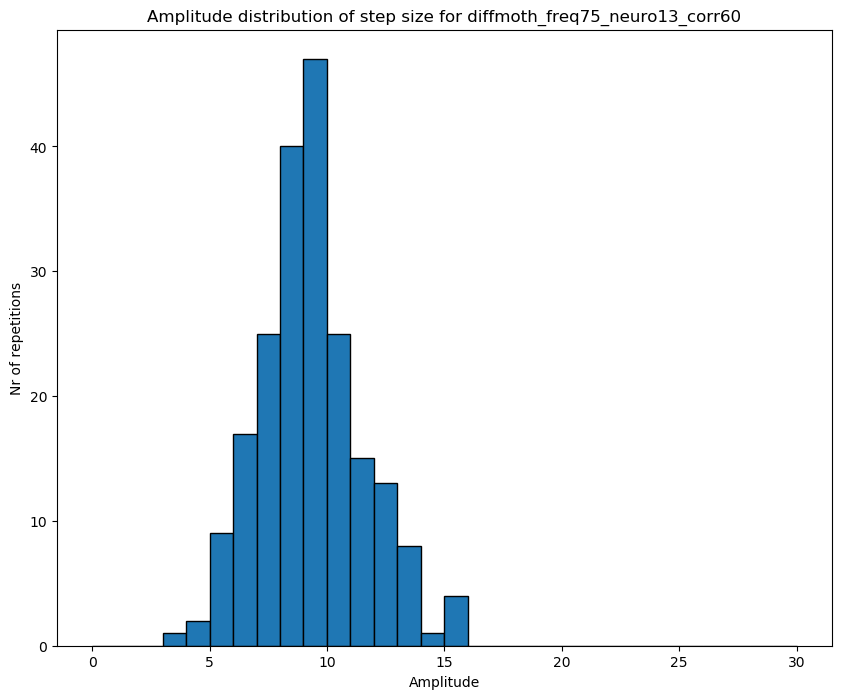 Amplitude distribution of step size for diffmoth_freq75_neuro13_corr60
Nr of repetitions
40
30
20
10
0
0 5 10 15 20 25 30
Amplitude